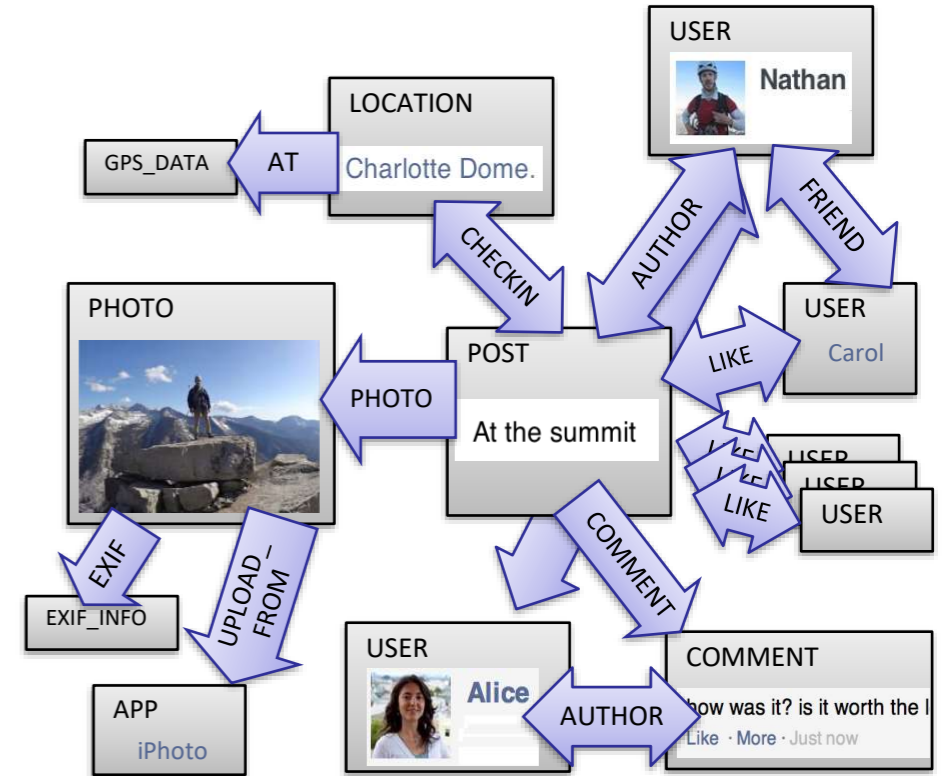 USER
Nathan
LOCATION
Charlotte Dome.
GPS_DATA
AT
AUTHOR
FRIEND
CHECKIN
PHOTO
USER
Carol
LIKE
POST
At the summit
PHOTO
LIKE
USER
LIKE
USER
LIKE
USER
EXIF
UPLOAD_
FROM
COMMENT
EXIF_INFO
APP
iPhoto
USER
Alice
AUTHOR
COMMENT
how was it? is it worth the
Like · More · Just now